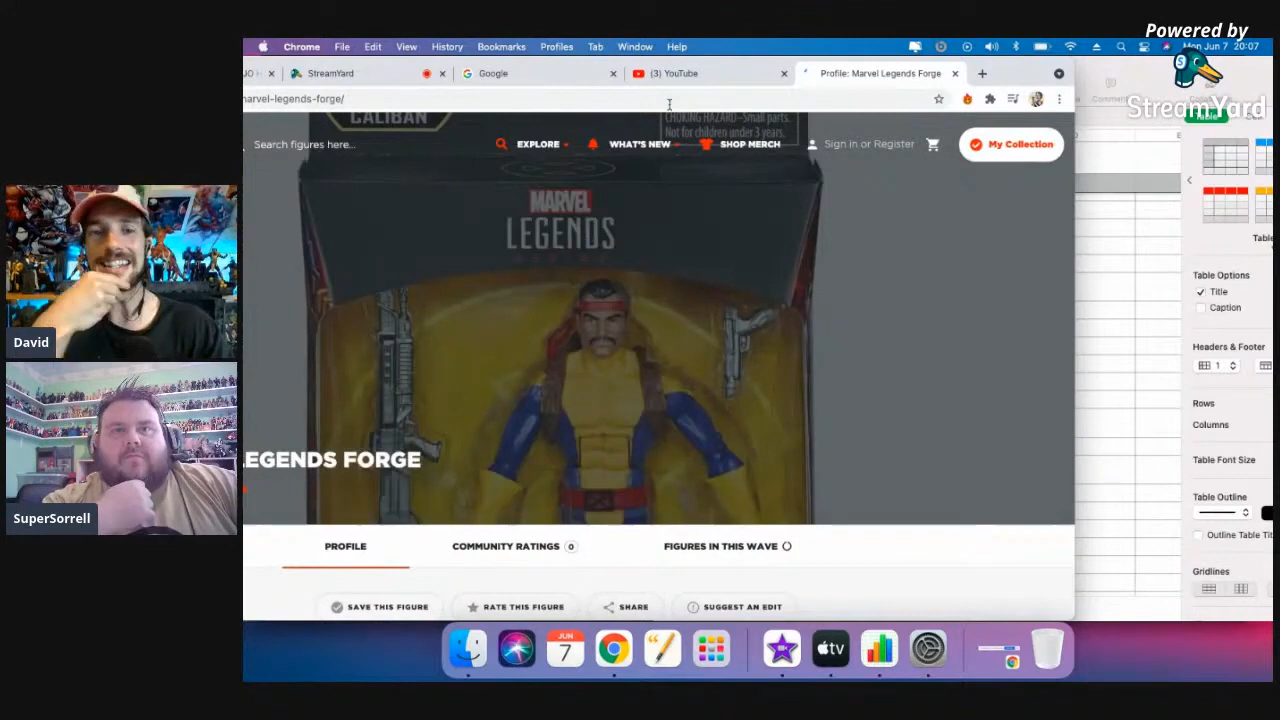 Powered by
StreamYard
Chrome File Edit View History Bookmarks Profiles Tab Window Help
Mon Jun 7 20:07
StreamYard
Google
(3) YouTube
Profile: Marvel Legends Forge
marvel-legends-forge/
CALIBAN
CHOKING HAZARD-Small parts.
Not for children under 3 years.
Search figures here...
EXPLORE
WHAT'S NEW
SHOP MERCH
Sign in or Register
My Collection
MARVEL
LEGENDS
SERIES
EGENDS FORGE
PROFILE
COMMUNITY RATINGS 0
FIGURES IN THIS WAVE
SAVE THIS FIGURE
RATE THIS FIGURE
SHARE
SUGGEST AN EDIT
Table
Table
Table Options
Title
Caption
Headers & Footer
1
Rows
Columns
Table Font Size
Table Outline
Outline Table Tit
Gridlines
David
SuperSorrell
JUN
7
tv